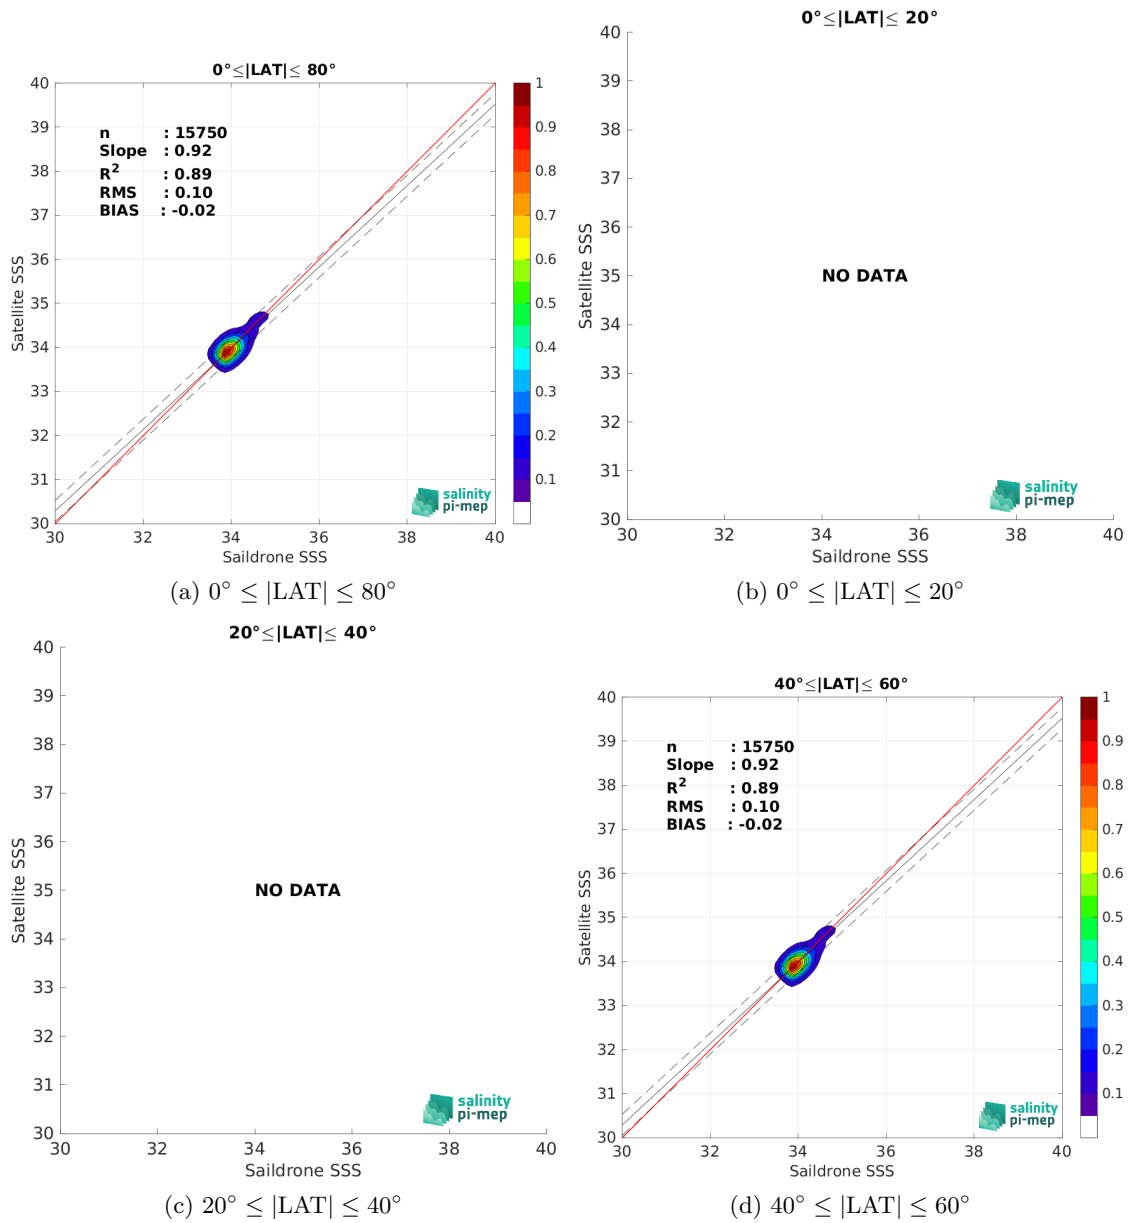 0°≤|LAT|≤ 80°
40
39
38
37
36
35
34
33
32
31
30
30 32 34 36 38 40
Satellite SSS
Saildrone SSS
n : 15750
Slope : 0.92
R² : 0.89
RMS : 0.10
BIAS : -0.02
salinity
pi-mep
1
0.9
0.8
0.7
0.6
0.5
0.4
0.3
0.2
0.1
(a) 0° ≤ |LAT| ≤ 80°
0°≤|LAT|≤ 20°
40
39
38
37
36
35
34
33
32
31
30
30 32 34 36 38 40
Satellite SSS
Saildrone SSS
NO DATA
salinity
pi-mep
(b) 0° ≤ |LAT| ≤ 20°
20°≤|LAT|≤ 40°
40
39
38
37
36
35
34
33
32
31
30
30 32 34 36 38 40
Satellite SSS
Saildrone SSS
NO DATA
salinity
pi-mep
(c) 20° ≤ |LAT| ≤ 40°
40°≤|LAT|≤ 60°
40
39
38
37
36
35
34
33
32
31
30
30 32 34 36 38 40
Satellite SSS
Saildrone SSS
n : 15750
Slope : 0.92
R² : 0.89
RMS : 0.10
BIAS : -0.02
salinity
pi-mep
1
0.9
0.8
0.7
0.6
0.5
0.4
0.3
0.2
0.1
(d) 40° ≤ |LAT| ≤ 60°